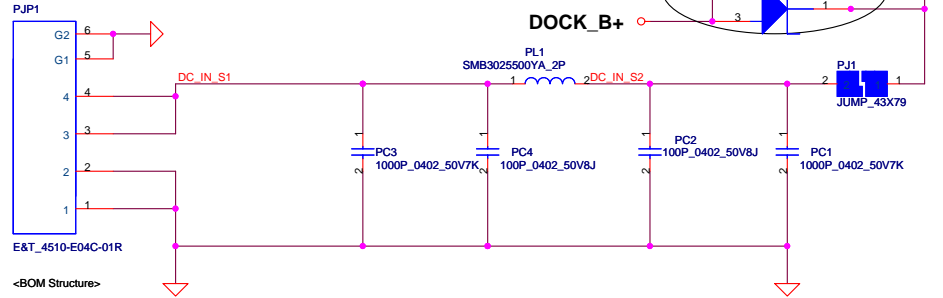 PJP1
DOCK_B+
3
1
G2
6
G1
5
4
4
3
3
2
2
1
1
DC_IN_S1
PL1
SMB3025500YA_2P
1
2
DC_IN_S2
PJ1
2
1
2
1
JUMP_43X79
1
2
PC3
1000P_0402_50V7K
1
2
PC4
100P_0402_50V8J
1
2
PC2
100P_0402_50V8J
1
2
PC1
1000P_0402_50V7K
E&T_4510-E04C-01R
<BOM Structure>